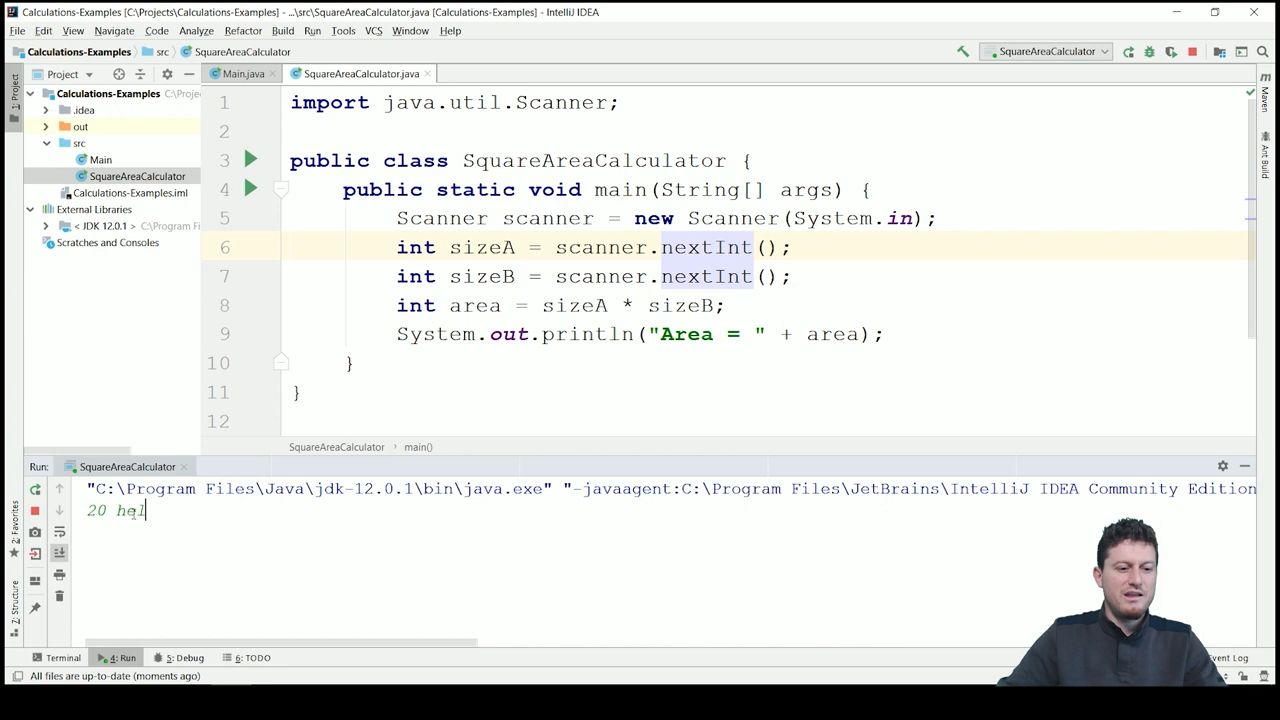 Calculations-Examples [C:\Projects\Calculations-Examples] - ...\src\SquareAreaCalculator.java [Calculations-Examples] - IntelliJ IDEA
File Edit View Navigate Code Analyze Refactor Build Run Tools VCS Window Help
Calculations-Examples src SquareAreaCalculator SquareAreaCalculator
1: Project
Project
Main.java SquareAreaCalculator.java
Calculations-Examples C:\Proje
.idea
out
src
Main
SquareAreaCalculator
Calculations-Examples.iml
External Libraries
< JDK 12.0.1 > C:\Program F
Scratches and Consoles
1 import java.util.Scanner;
2
3 public class SquareAreaCalculator {
4 public static void main(String[] args) {
5 Scanner scanner = new Scanner(System.in);
6 int sizeA = scanner.nextInt();
7 int sizeB = scanner.nextInt();
8 int area = sizeA * sizeB;
9 System.out.println("Area = " + area);
10 }
11 }
12
SquareAreaCalculator main()
Maven
Ant Build
Run: SquareAreaCalculator
"C:\Program Files\Java\jdk-12.0.1\bin\java.exe" "-javaagent:C:\Program Files\JetBrains\IntelliJ IDEA Community Edition
20 hel
2: Favorites
7: Structure
Terminal 4: Run 5: Debug 6: TODO
vent Log
All files are up-to-date (moments ago)